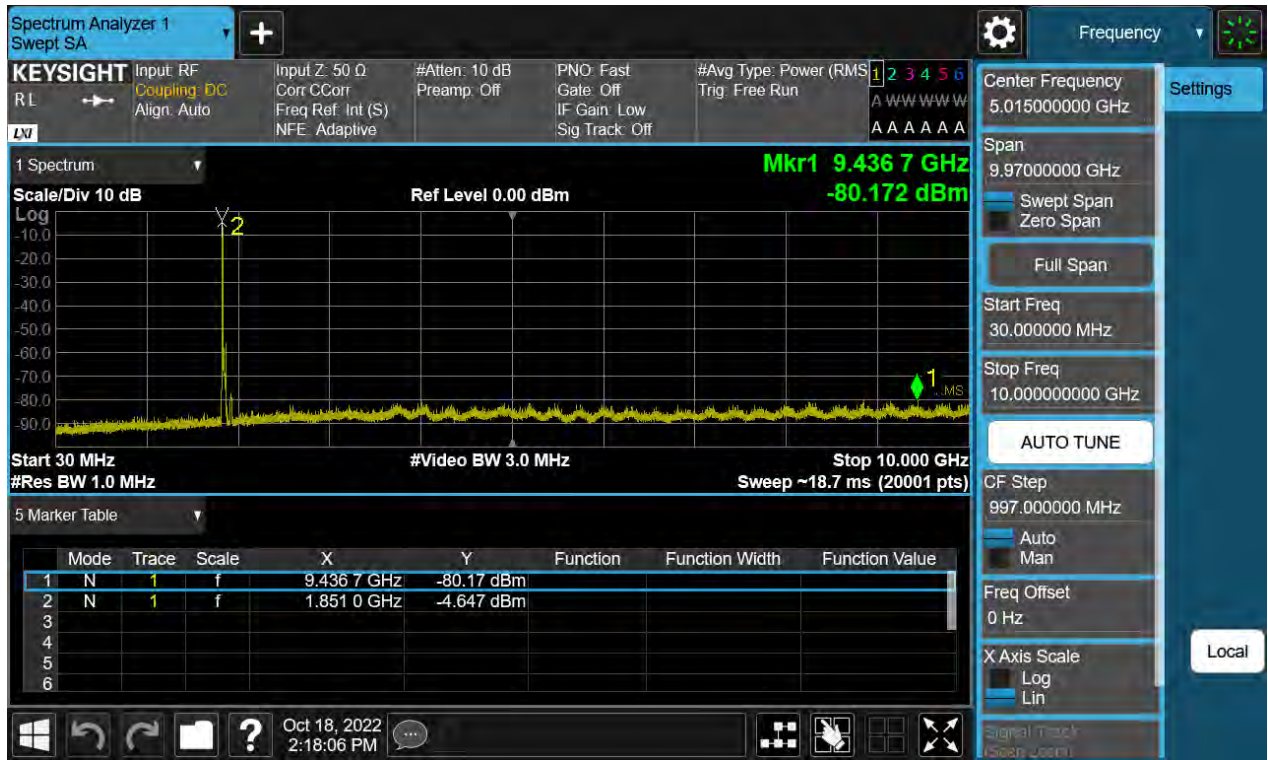 Spectrum Analyzer 1
Swept SA
+
Frequency
KEYSIGHT
RL
LXI
Input: RF
Coupling: DC
Align: Auto
Input Z: 50 Ω
Corr CCorr
Freq Ref: Int (S)
NFE: Adaptive
#Atten: 10 dB
Preamp: Off
PNO: Fast
Gate: Off
IF Gain: Low
Sig Track: Off
#Avg Type: Power (RMS
Trig: Free Run
1 2 3 4 5 6
A W W W W W
A A A A A A
1 Spectrum
Mkr1 9.436 7 GHz
Scale/Div 10 dB
Ref Level 0.00 dBm
-80.172 dBm
Log
-10.0
-20.0
-30.0
-40.0
-50.0
-60.0
-70.0
-80.0
-90.0
2
1
Start 30 MHz
#Video BW 3.0 MHz
Stop 10.000 GHz
#Res BW 1.0 MHz
Sweep ~18.7 ms (20001 pts)
5 Marker Table
Mode Trace Scale X Y Function Function Width Function Value
1 N 1 f 9.436 7 GHz -80.17 dBm
2 N 1 f 1.851 0 GHz -4.647 dBm
3
4
5
6
Center Frequency
5.015000000 GHz
Span
9.97000000 GHz
Swept Span
Zero Span
Full Span
Start Freq
30.000000 MHz
Stop Freq
10.000000000 GHz
AUTO TUNE
CF Step
997.000000 MHz
Auto
Man
Freq Offset
0 Hz
X Axis Scale
Log
Lin
Signal Track
(Span Zoom)
Settings
Local
?
Oct 18, 2022
2:18:06 PM